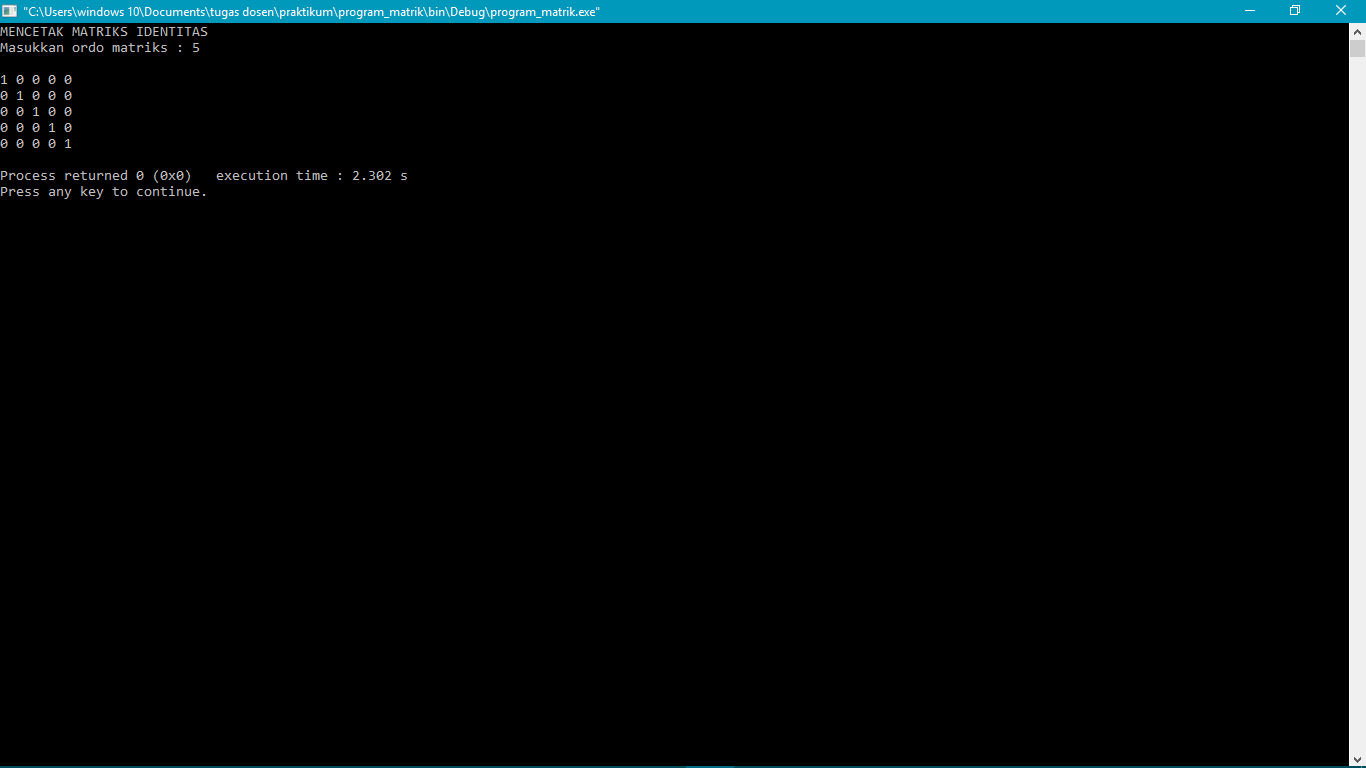 "C:\Users\windows 10\Documents\tugas dosen\praktikum\program_matrik\bin\Debug\program_matrik.exe"
MENCETAK MATRIKS IDENTITAS
Masukkan ordo matriks : 5
1 0 0 0 0
0 1 0 0 0
0 0 1 0 0
0 0 0 1 0
0 0 0 0 1
Process returned 0 (0x0)   execution time : 2.302 s
Press any key to continue.